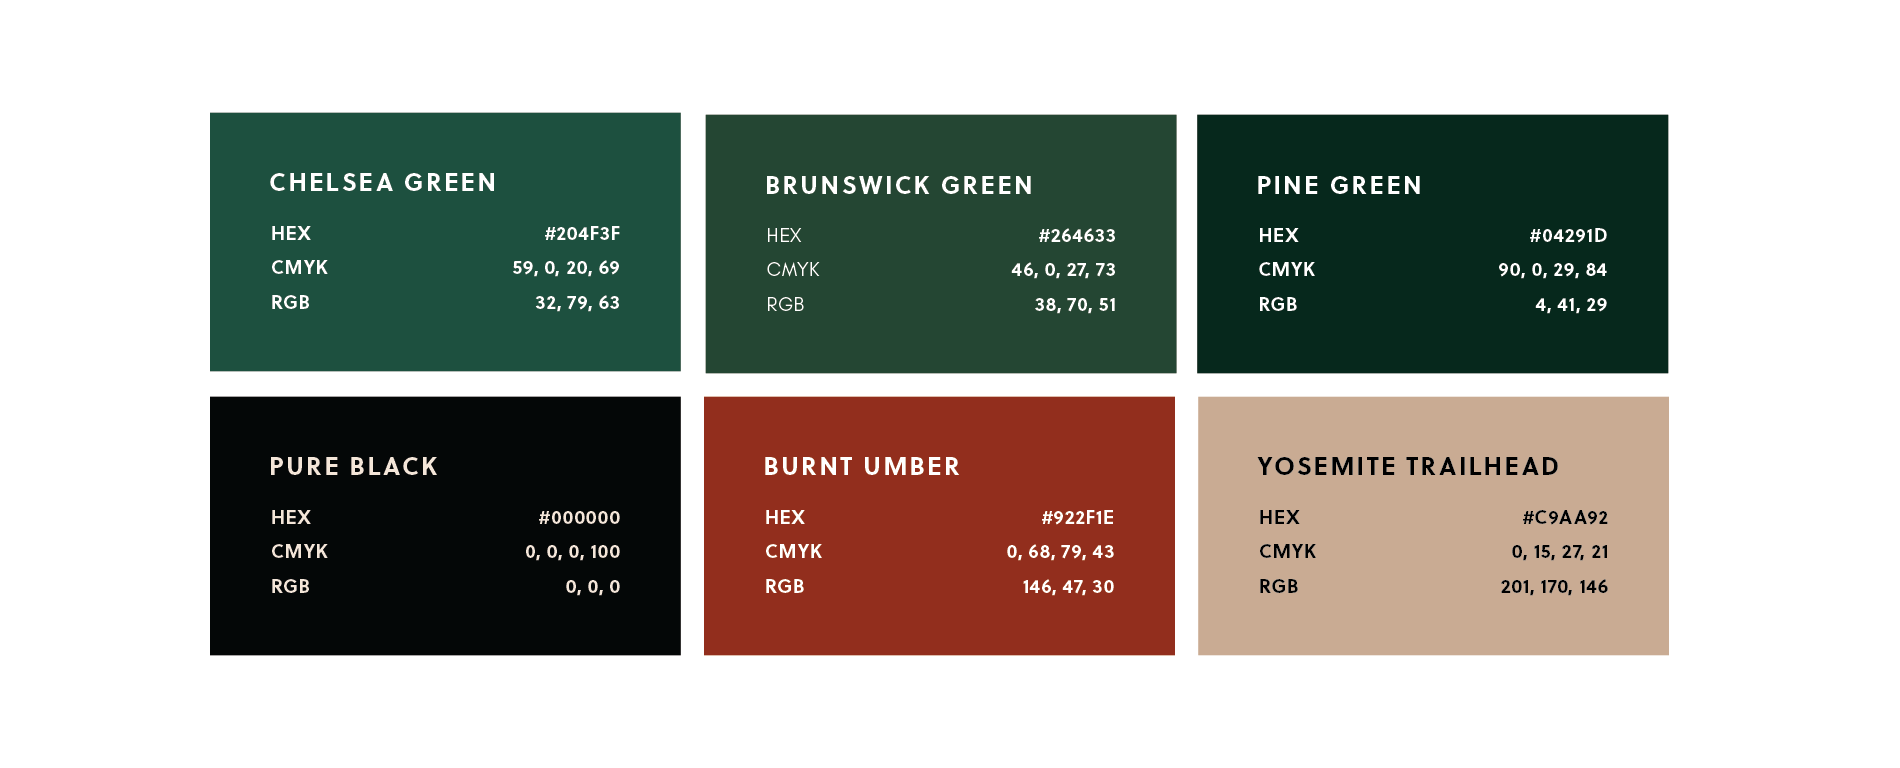 CHELSEA GREEN
HEX #204F3F
CMYK 59, 0, 20, 69
RGB 32, 79, 63
BRUNSWICK GREEN
HEX #264633
CMYK 46, 0, 27, 73
RGB 38, 70, 51
PINE GREEN
HEX #04291D
CMYK 90, 0, 29, 84
RGB 4, 41, 29
PURE BLACK
HEX #000000
CMYK 0, 0, 0, 100
RGB 0, 0, 0
BURNT UMBER
HEX #922F1E
CMYK 0, 68, 79, 43
RGB 146, 47, 30
YOSEMITE TRAILHEAD
HEX #C9AA92
CMYK 0, 15, 27, 21
RGB 201, 170, 146